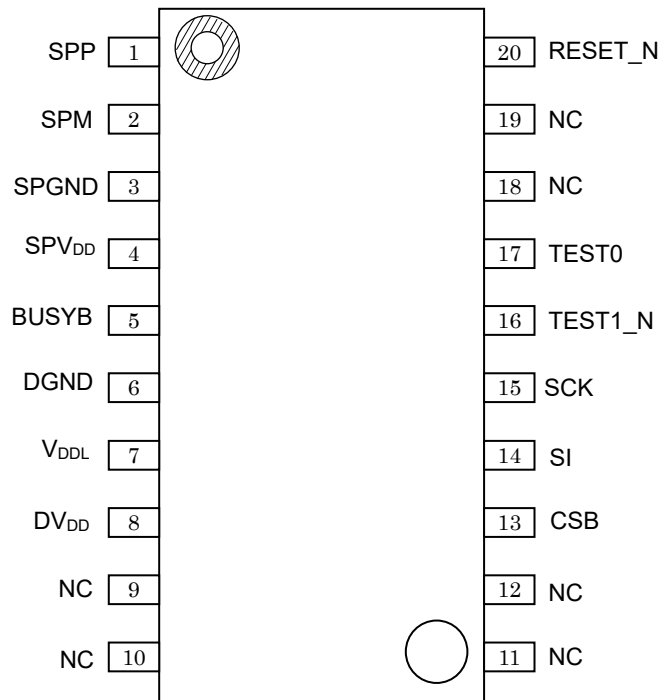 SPP 1 20 RESET_N
SPM 2 19 NC
SPGND 3 18 NC
SPVDD 4 17 TEST0
BUSYB 5 16 TEST1_N
DGND 6 15 SCK
VDDL 7 14 SI
DVDD 8 13 CSB
NC 9 12 NC
NC 10 11 NC